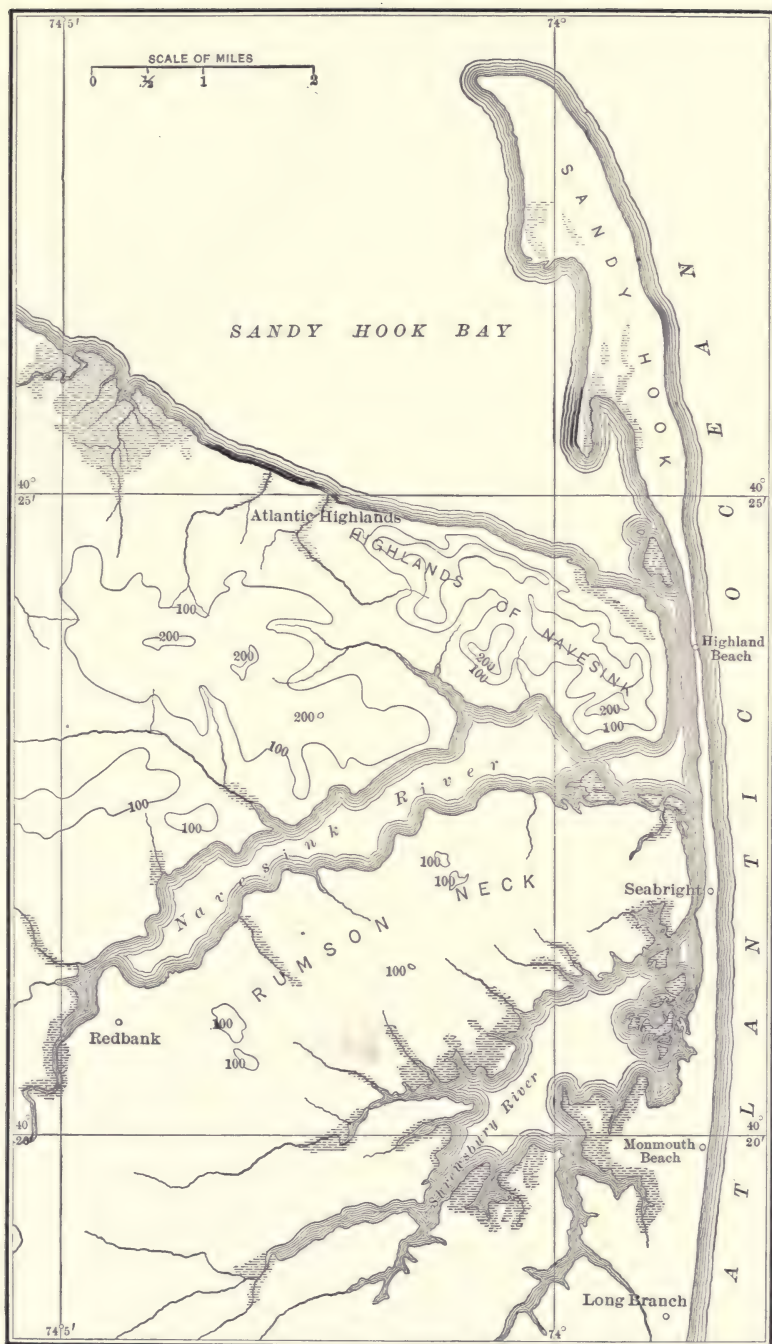 74°5′
74°
SCALE OF MILES
0 ½ 1 2
SANDY HOOK
SANDY HOOK BAY
ATLANTIC OCEAN
40°
25′
40°
25′
Atlantic Highlands
HIGHLANDS OF NAVESINK
100
200
200
200
100
200
100
200
100
Highland
Beach
100
100
Navesink River
100
100
RUMSON NECK
Seabright
100
100
100
Redbank
Shrewsbury River
40
20′
40
20′
Monmouth
Beach
Long Branch
74°5′
74°